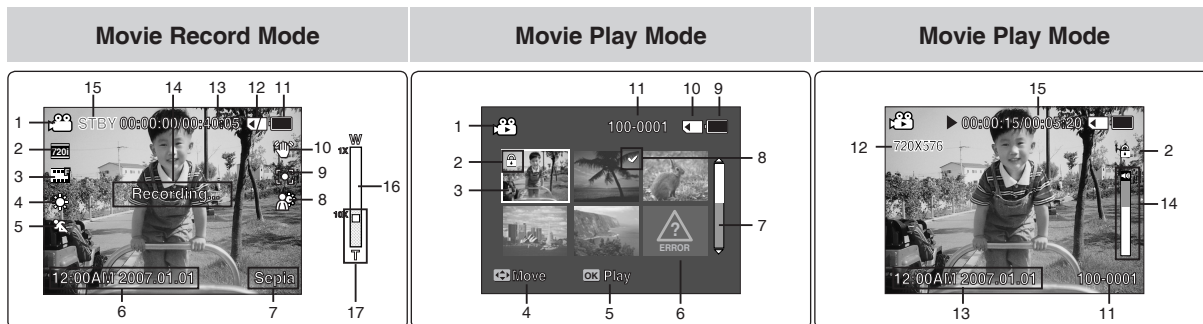 Movie Record Mode
Movie Play Mode
Movie Play Mode
15 14 13 12 11
1
STBY 00:00:00/00:40:05
2
720i
3
4
5
Recording...
10
9
8
W
1X
16
10X
T
17
12:00AM 2007.01.01
Sepia
6
7
11 10 9
1
100-0001
2
3
8
7
ERROR
Move
OK Play
4
5
6
15
00:00:15/00:05:20
12
720X576
2
14
12:00AM 2007.01.01
100-0001
13
11